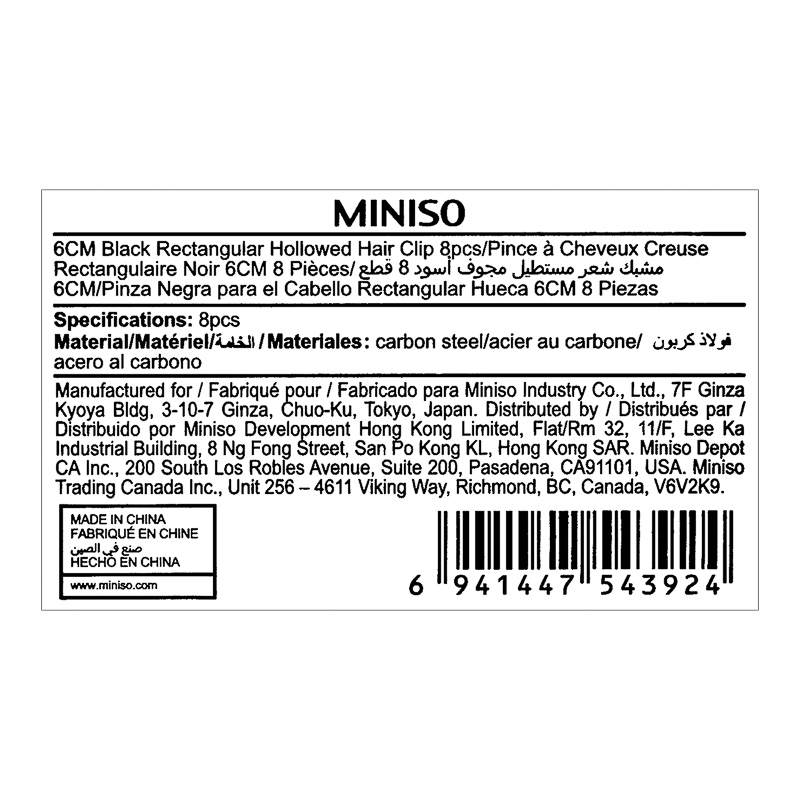 MINISO
6CM Black Rectangular Hollowed Hair Clip 8pcs/Pince à Cheveux Creuse
Rectangulaire Noir 6CM 8 Pièces/مشبك شعر مستطيل مجوف أسود 8 قطع
6CM/Pinza Negra para el Cabello Rectangular Hueca 6CM 8 Piezas
Specifications: 8pcs
Material/Matériel/الخامة/Materiales: carbon steel/acier au carbone/ فولاذ كربون
acero al carbono
Manufactured for / Fabriqué pour / Fabricado para Miniso Industry Co., Ltd., 7F Ginza
Kyoya Bldg, 3-10-7 Ginza, Chuo-Ku, Tokyo, Japan. Distributed by / Distribués par /
Distribuido por Miniso Development Hong Kong Limited, Flat/Rm 32, 11/F, Lee Ka
Industrial Building, 8 Ng Fong Street, San Po Kong KL, Hong Kong SAR. Miniso Depot
CA Inc., 200 South Los Robles Avenue, Suite 200, Pasadena, CA91101, USA. Miniso
Trading Canada Inc., Unit 256 – 4611 Viking Way, Richmond, BC, Canada, V6V2K9.
MADE IN CHINA
FABRIQUÉ EN CHINE
صنع في الصين
HECHO EN CHINA
www.miniso.com
6 941447 543924